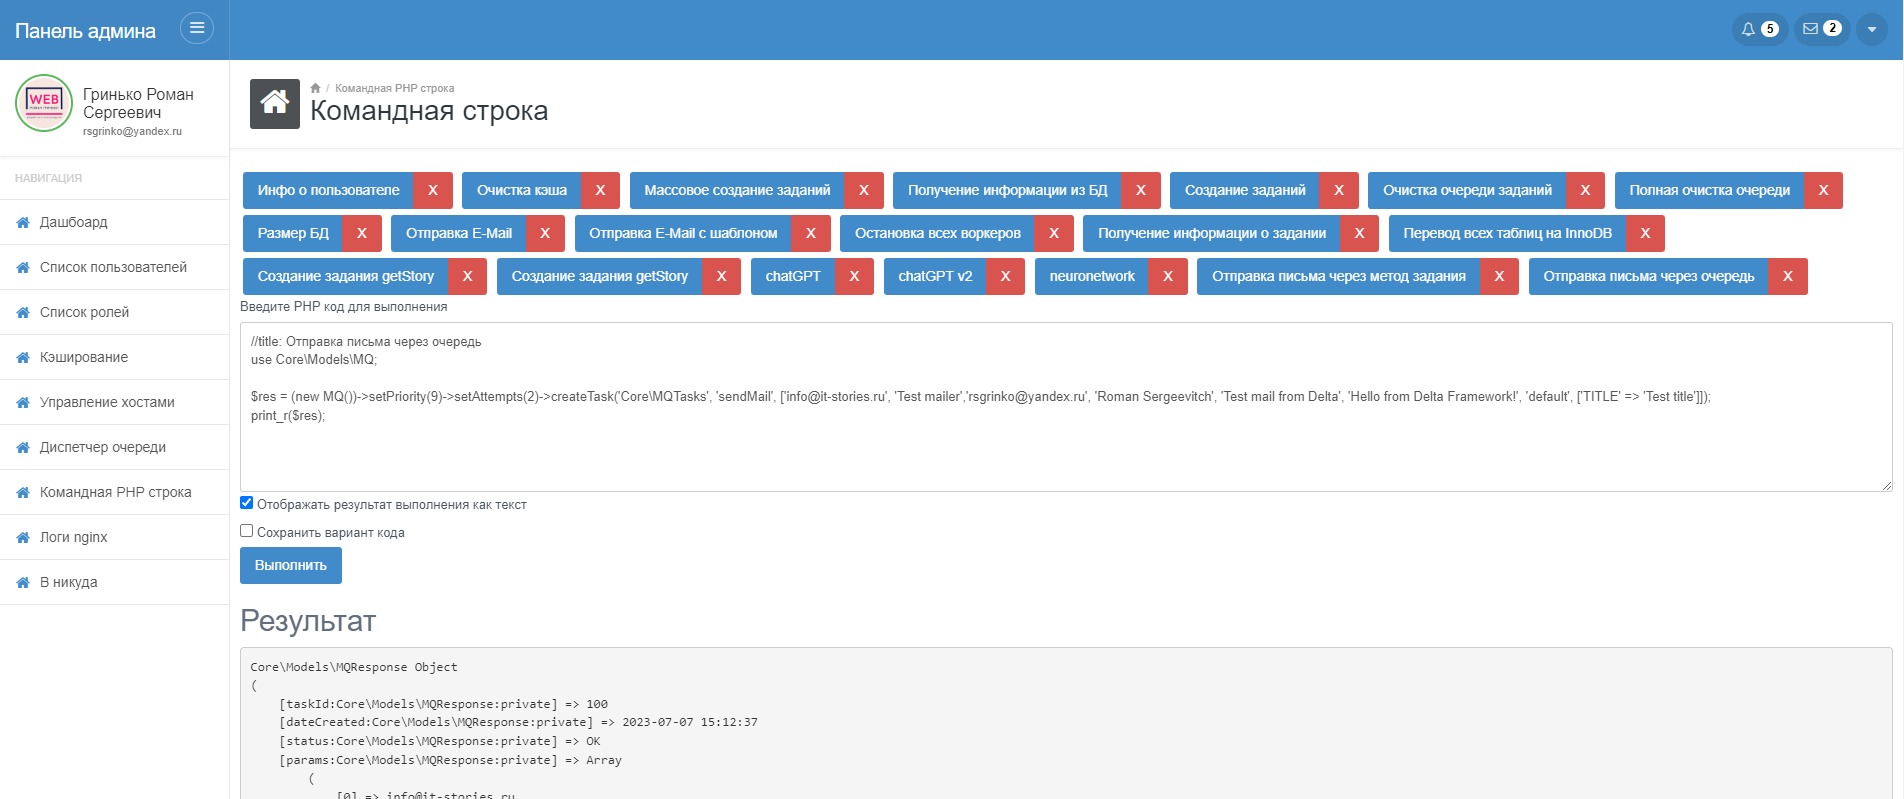 Панель админа
5
2
WEB
Гринько Роман
Сергеевич
rsgrinko@yandex.ru
НАВИГАЦИЯ
Дашбоард
Список пользователей
Список ролей
Кэширование
Управление хостами
Диспетчер очереди
Командная PHP строка
Логи nginx
В никуда
/ Командная PHP строка
Командная строка
Инфо о пользователе X Очистка кэша X Массовое создание заданий X Получение информации из БД X Создание заданий X Очистка очереди заданий X Полная очистка очереди X
Размер БД X Отправка E-Mail X Отправка E-Mail с шаблоном X Остановка всех воркеров X Получение информации о задании X Перевод всех таблиц на InnoDB X
Создание задания getStory X Создание задания getStory X chatGPT X chatGPT v2 X neuronetwork X Отправка письма через метод задания X Отправка письма через очередь X
Введите PHP код для выполнения
//title: Отправка письма через очередь
use Core\Models\MQ;
$res = (new MQ())->setPriority(9)->setAttempts(2)->createTask('Core\MQTasks', 'sendMail', ['info@it-stories.ru', 'Test mailer','rsgrinko@yandex.ru', 'Roman Sergeevitch', 'Test mail from Delta', 'Hello from Delta Framework!', 'default', ['TITLE' => 'Test title']]);
print_r($res);
Отображать результат выполнения как текст
Сохранить вариант кода
Выполнить
Результат
Core\Models\MQResponse Object
(
[taskId:Core\Models\MQResponse:private] => 100
[dateCreated:Core\Models\MQResponse:private] => 2023-07-07 15:12:37
[status:Core\Models\MQResponse:private] => OK
[params:Core\Models\MQResponse:private] => Array
(
[0] => info@it-stories.ru